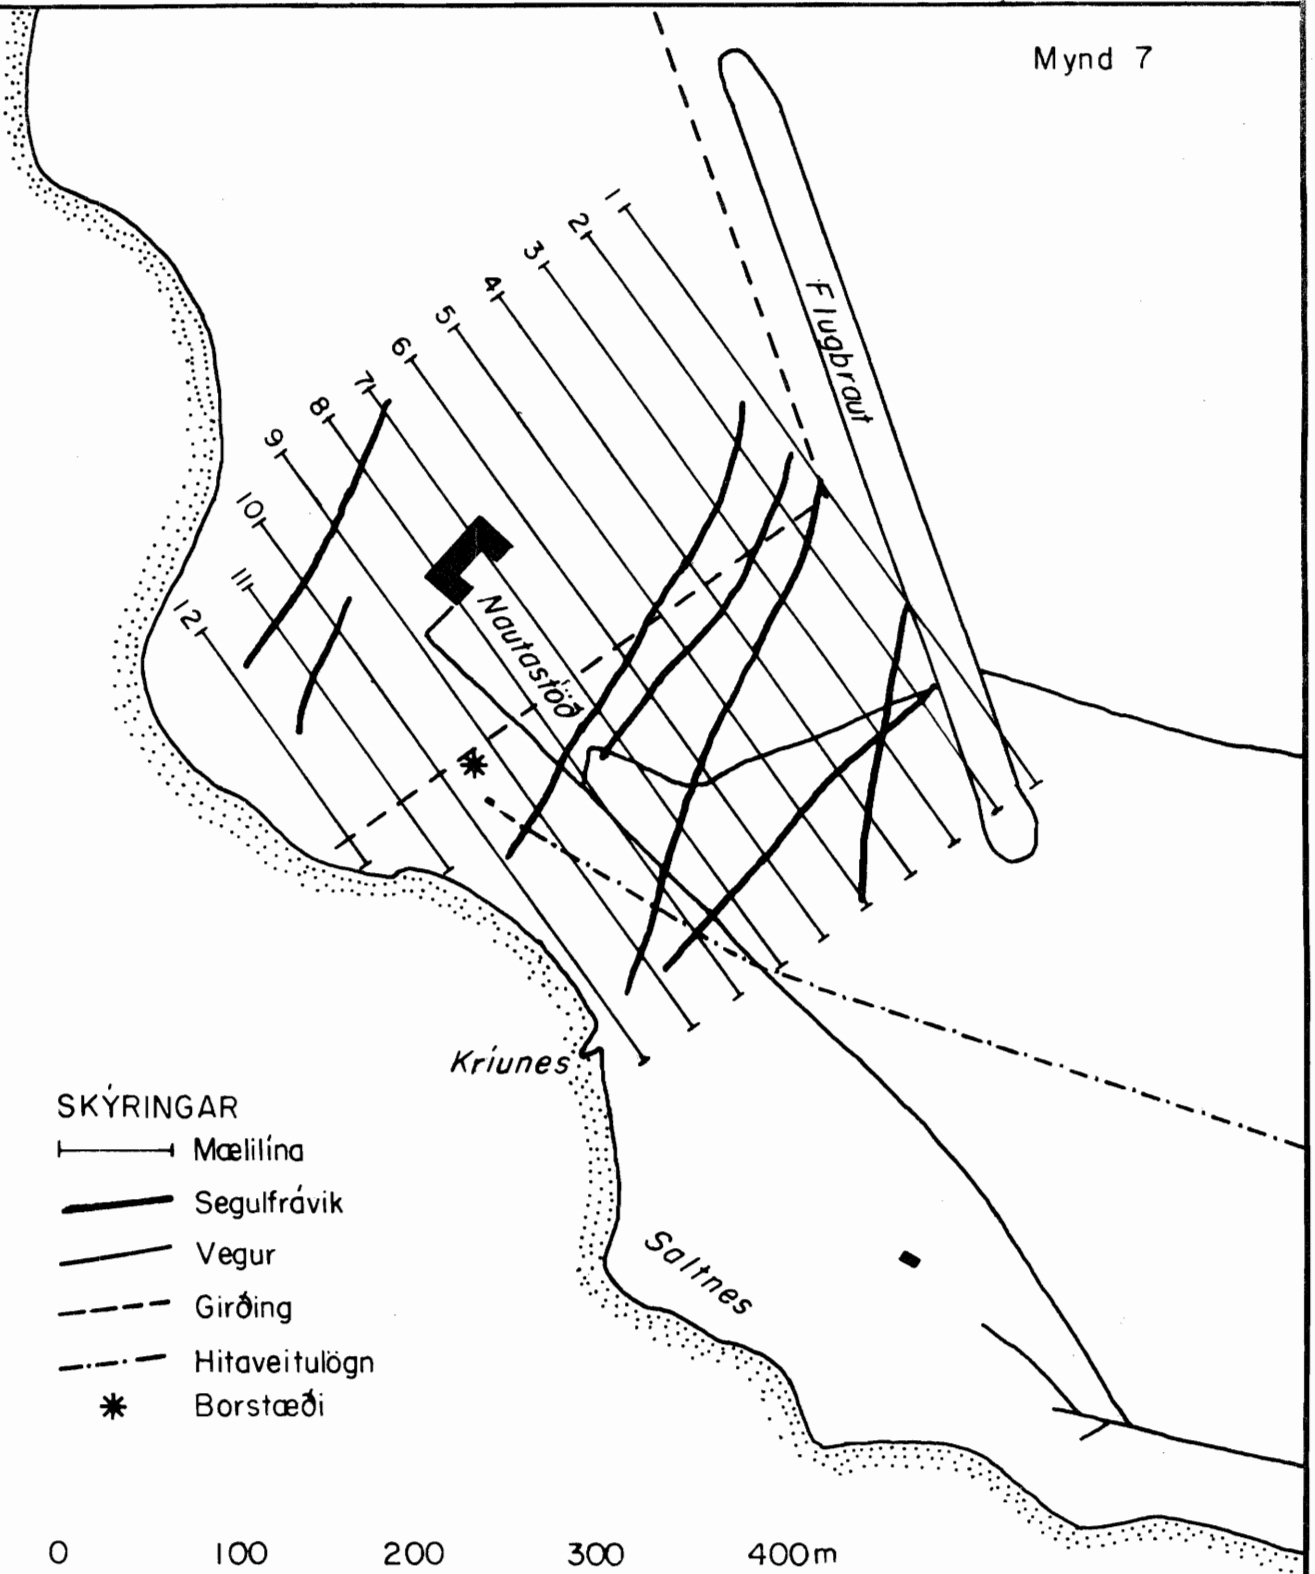 Mynd 7
1
2
3
4
5
6
7
8
9
10
11
12
Flugbraut
Nautastöð
Kríunes
Saltnes
SKÝRINGAR
Mælilína
Segulfrávik
Vegur
Girðing
Hitaveitulögn
Borstæði
0 100 200 300 400m